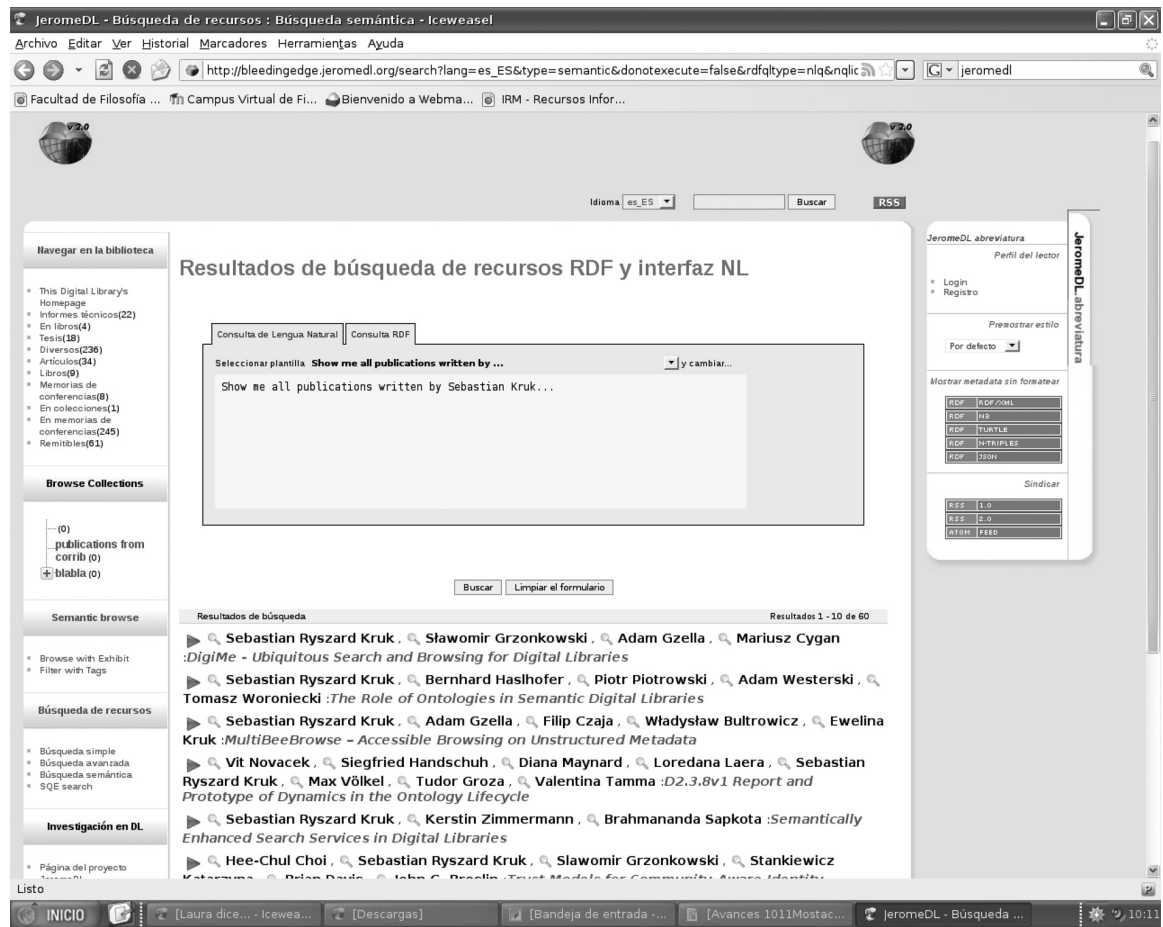 JeromeDL - Búsqueda de recursos : Búsqueda semántica - Iceweasel
Archivo Editar Ver Historial Marcadores Herramientas Ayuda
http://bleedingedge.jeromedl.org/search?lang=es_ES&type=semantic&donotexecute=false&rdfqltype=nlq&nqlic
G jeromedl
Facultad de Filosofía ... Campus Virtual de Fi... Bienvenido a Webma... IRM - Recursos Infor...
v 2.0
v 2.0
Idioma es_ES Buscar RSS
Navegar en la biblioteca
This Digital Library's
Homepage
Informes técnicos(22)
En libros(4)
Tesis(18)
Diversos(236)
Artículos(34)
Libros(9)
Memorias de
conferencias(8)
En colecciones(1)
En memorias de
conferencias(245)
Remitibles(61)
Browse Collections
(0)
publications from
corrib (0)
blabla (0)
Semantic browse
Browse with Exhibit
Filter with Tags
Búsqueda de recursos
Búsqueda simple
Búsqueda avanzada
Búsqueda semántica
SQE search
Investigación en DL
Página del proyecto
JeromeDL
Resultados de búsqueda de recursos RDF y interfaz NL
Consulta de Lengua Natural Consulta RDF
Seleccionar plantilla Show me all publications written by ... y cambiar...
Show me all publications written by Sebastian Kruk...
Buscar Limpiar el formulario
Resultados de búsqueda Resultados 1 - 10 de 60
Sebastian Ryszard Kruk , Sławomir Grzonkowski , Adam Gzella , Mariusz Cygan
:DigiMe - Ubiquitous Search and Browsing for Digital Libraries
Sebastian Ryszard Kruk , Bernhard Haslhofer , Piotr Piotrowski , Adam Westerski ,
Tomasz Woroniecki :The Role of Ontologies in Semantic Digital Libraries
Sebastian Ryszard Kruk , Adam Gzella , Filip Czaja , Władysław Bultrowicz , Ewelina
Kruk :MultiBeeBrowse – Accessible Browsing on Unstructured Metadata
Vit Novacek , Siegfried Handschuh , Diana Maynard , Loredana Laera , Sebastian
Ryszard Kruk , Max Völkel , Tudor Groza , Valentina Tamma :D2.3.8v1 Report and
Prototype of Dynamics in the Ontology Lifecycle
Sebastian Ryszard Kruk , Kerstin Zimmermann , Brahmananda Sapkota :Semantically
Enhanced Search Services in Digital Libraries
Hee-Chul Choi , Sebastian Ryszard Kruk , Slawomir Grzonkowski , Stankiewicz
Katarzyna , Brian Davis , John G. Breslin :Trust Models for Community-Aware Identity
JeromeDL abreviatura
Perfil del lector
Login
Registro
Premostrar estilo
Por defecto
Mostrar metadata sin formatear
RDF RDF/XML
RDF N3
RDF TURTLE
RDF N-TRIPLES
RDF JSON
Sindicar
RSS 1.0
RSS 2.0
ATOM FEED
JeromeDL.abreviatura
Listo
INICIO [Laura dice... - Icewea... [Descargas] [Bandeja de entrada -... [Avances 1011Mostac... JeromeDL - Búsqueda ... 10:11